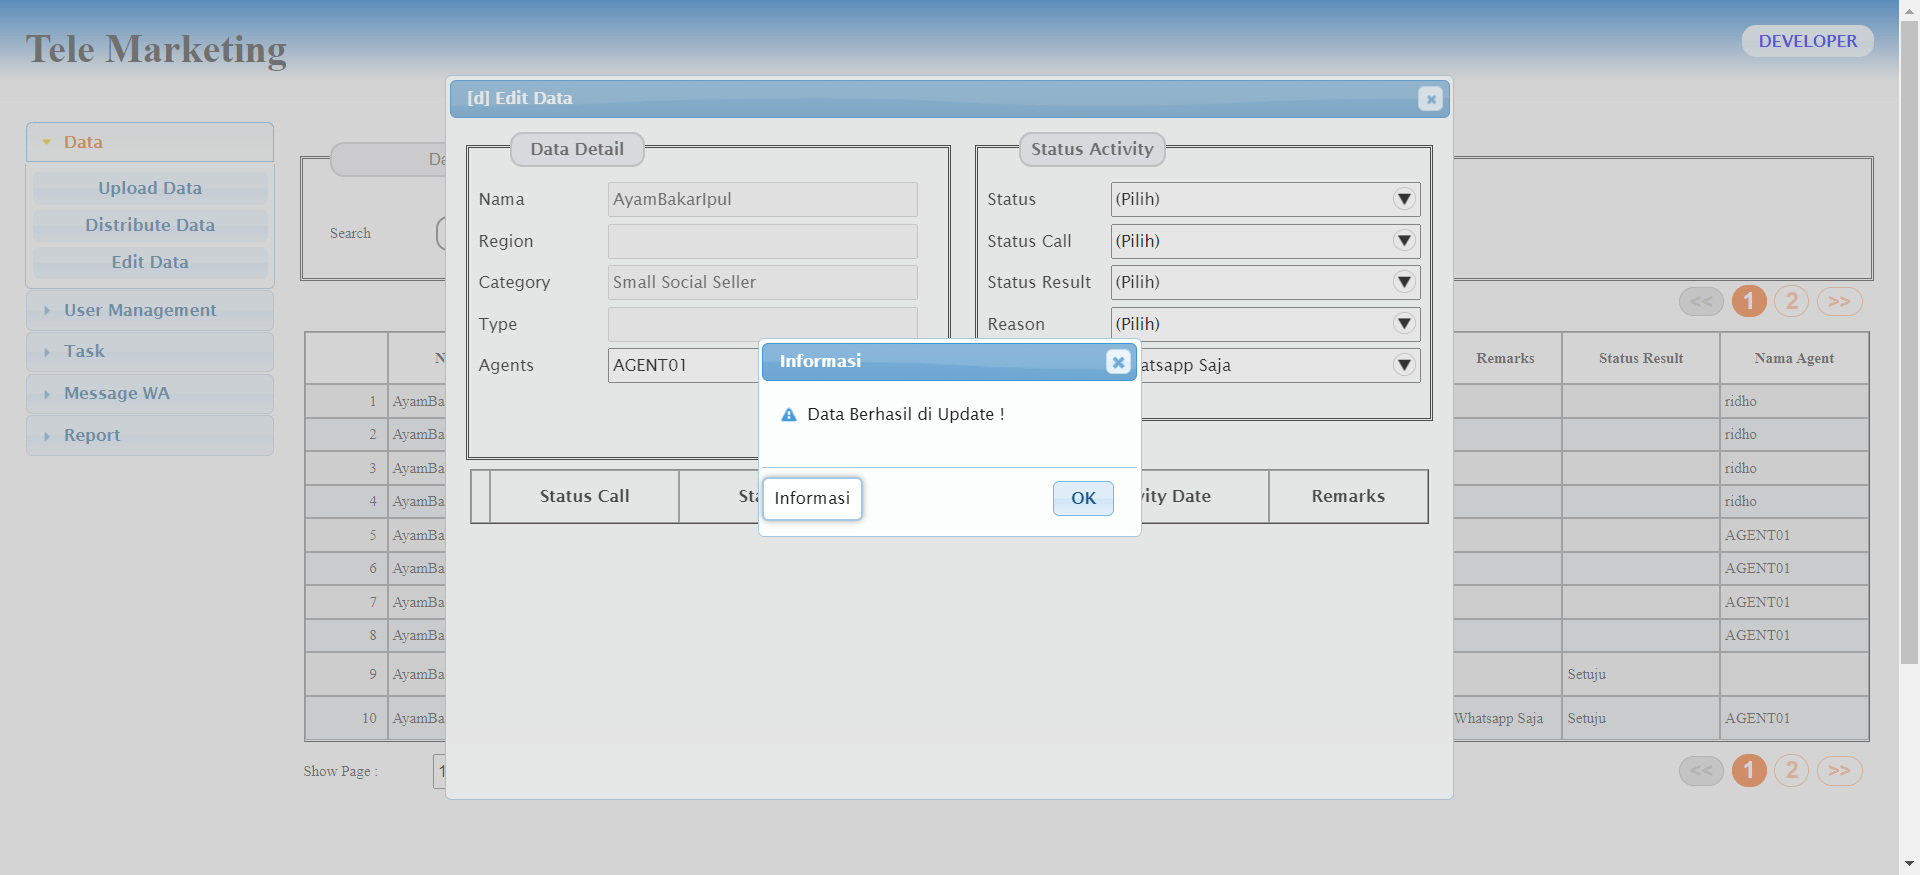 Tele Marketing
DEVELOPER
Data
Upload Data
Distribute Data
Edit Data
User Management
Task
Message WA
Report
Search
[d] Edit Data
Data Detail
Nama AyamBakarIpul
Region
Category Small Social Seller
Type
Agents AGENT01
Status Activity
Status (Pilih)
Status Call (Pilih)
Status Result (Pilih)
Reason (Pilih)
atsapp Saja
Informasi
Data Berhasil di Update !
Informasi
OK
Status Call
Date Remarks
<< 1 2 >>
Remarks Status Result Nama Agent
1 AyamBa ridho
2 AyamBa ridho
3 AyamBa ridho
4 AyamBa ridho
5 AyamBa AGENT01
6 AyamBa AGENT01
7 AyamBa AGENT01
8 AyamBa AGENT01
9 AyamBa Setuju
10 AyamBa Whatsapp Saja Setuju AGENT01
Show Page :
<< 1 2 >>